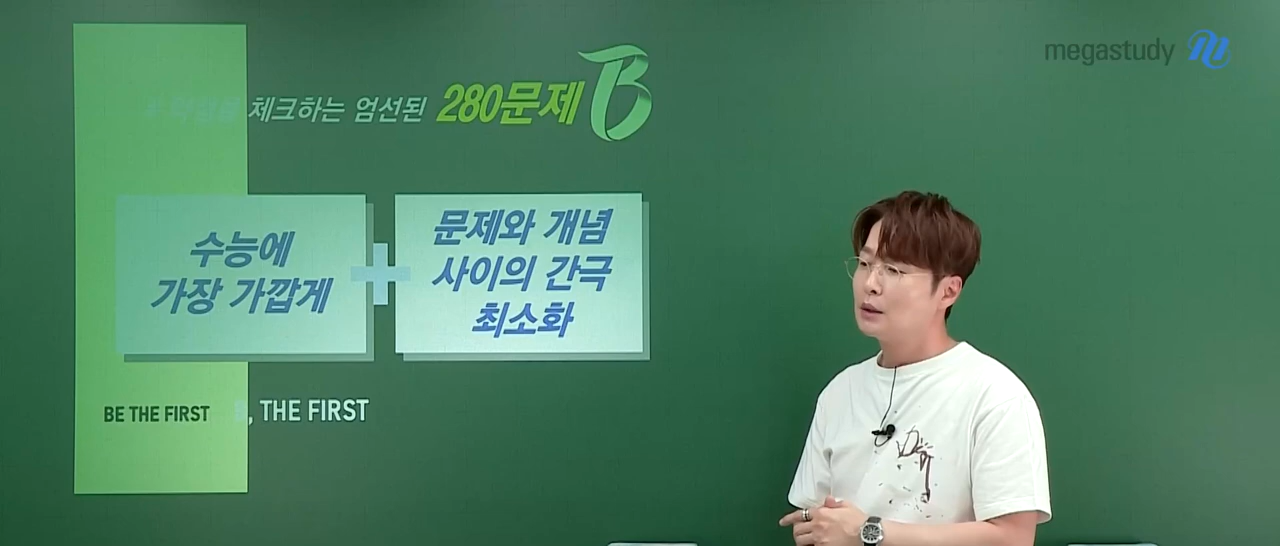 megastudy
체크하는 엄선된 280문제 B
수능에
가장 가깝게
+
문제와 개념
사이의 간극
최소화
BE THE FIRST
, THE FIRST